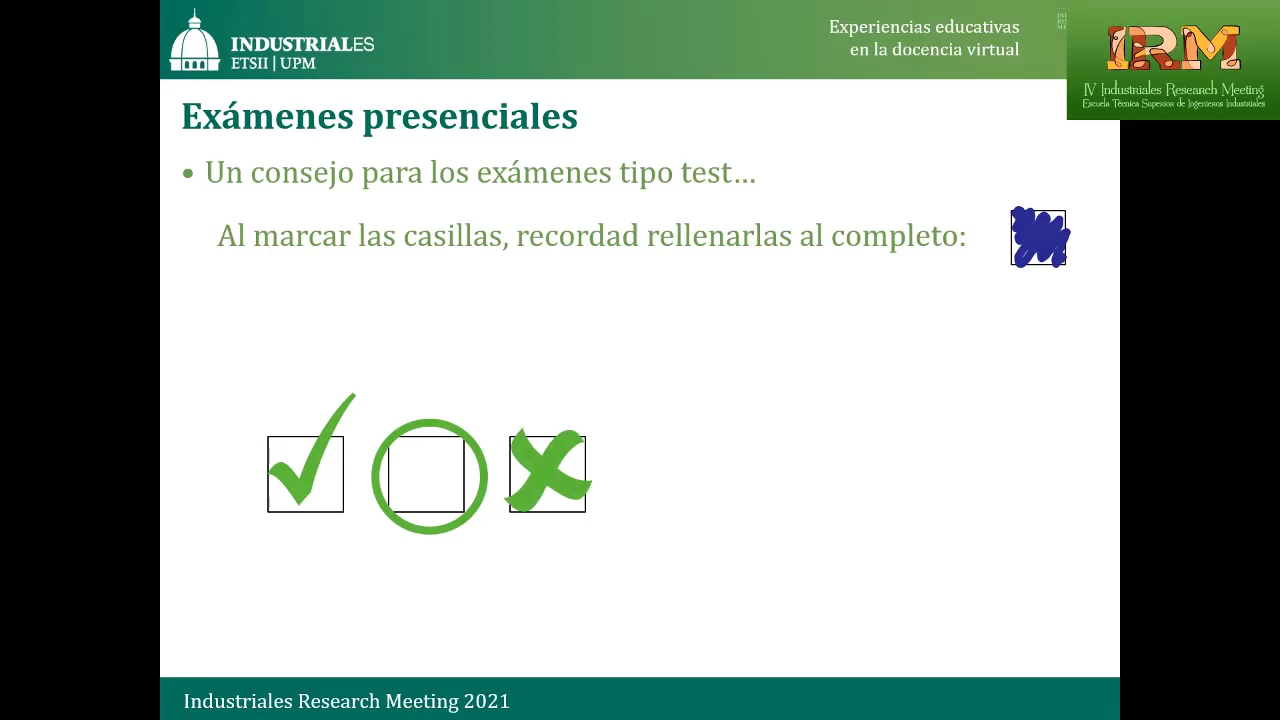 INDUSTRIALES
ETSII | UPM
Experiencias educativas
en la docencia virtual
IRM
IV Industriales Research Meeting
Escuela Técnica Superior de Ingenieros Industriales
Exámenes presenciales
• Un consejo para los exámenes tipo test...
Al marcar las casillas, recordad rellenarlas al completo:
Industriales Research Meeting 2021